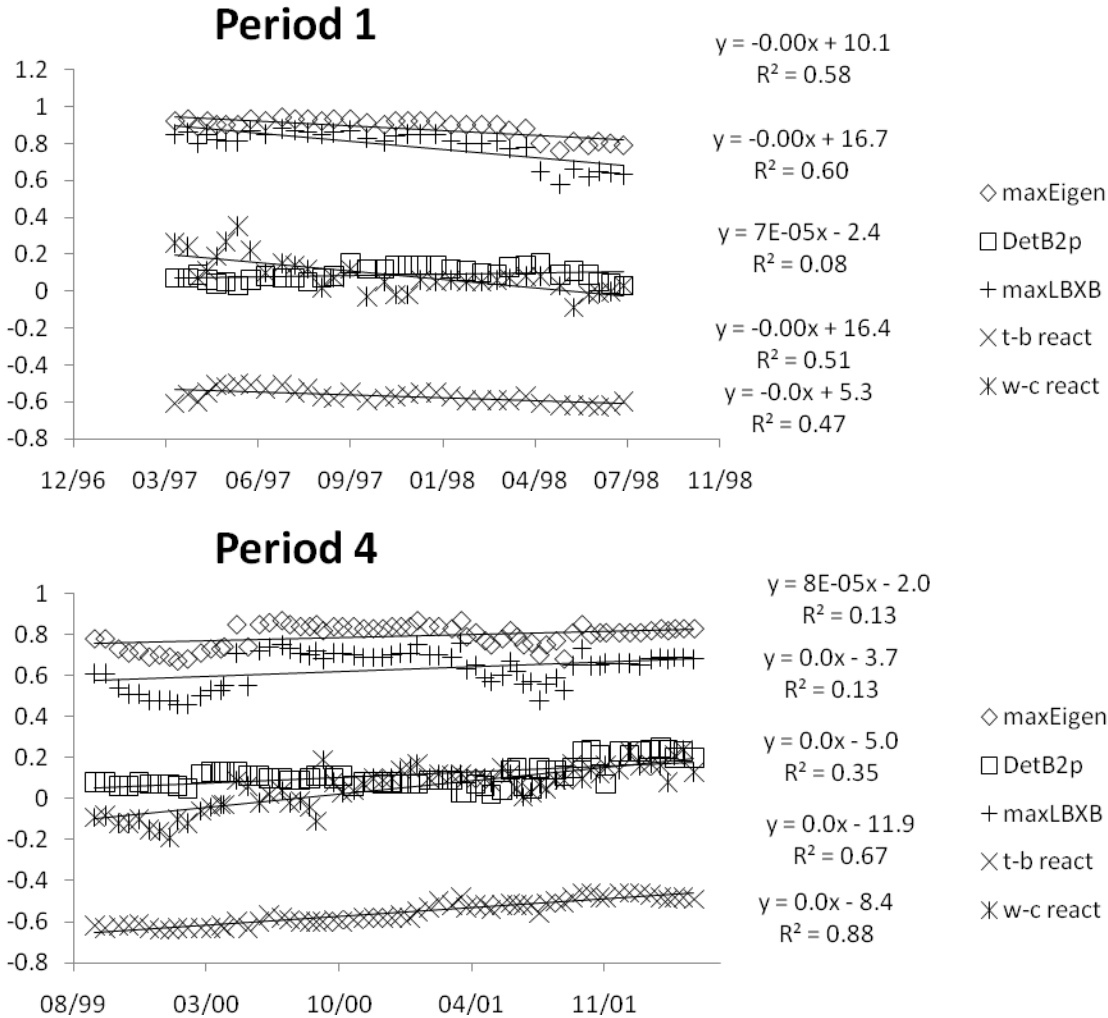 Period 1
y = -0.00x + 10.1
R² = 0.58
y = -0.00x + 16.7
R² = 0.60
y = 7E-05x - 2.4
R² = 0.08
y = -0.00x + 16.4
R² = 0.51
y = -0.0x + 5.3
R² = 0.47
1.2
1
0.8
0.6
0.4
0.2
0
-0.2
-0.4
-0.6
-0.8
12/96 03/97 06/97 09/97 01/98 04/98 07/98 11/98
maxEigen
DetB2p
maxLBXB
t-b react
w-c react
Period 4
y = 8E-05x - 2.0
R² = 0.13
y = 0.0x - 3.7
R² = 0.13
y = 0.0x - 5.0
R² = 0.35
y = 0.0x - 11.9
R² = 0.67
y = 0.0x - 8.4
R² = 0.88
1
0.8
0.6
0.4
0.2
0
-0.2
-0.4
-0.6
-0.8
08/99 03/00 10/00 04/01 11/01
maxEigen
DetB2p
maxLBXB
t-b react
w-c react